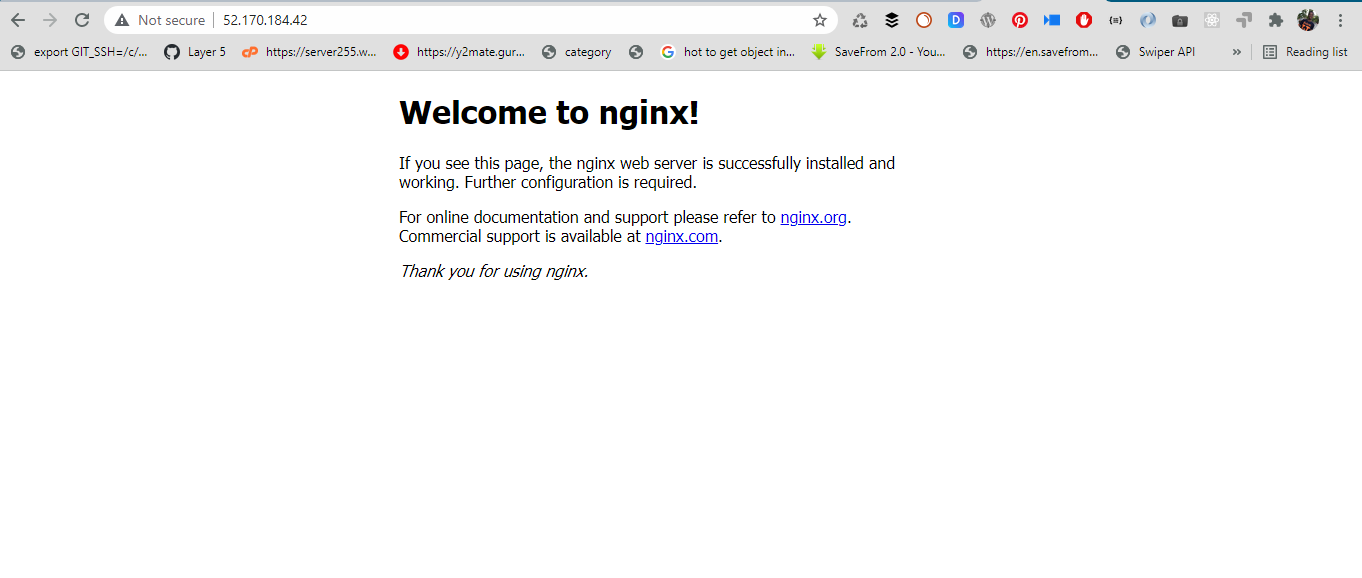 Not secure 52.170.184.42
export GIT_SSH=/c/... Layer 5 https://server255.w... https://y2mate.gur... category hot to get object in... SaveFrom 2.0 - You... https://en.savefrom... Swiper API » Reading list
Welcome to nginx!
If you see this page, the nginx web server is successfully installed and
working. Further configuration is required.
For online documentation and support please refer to nginx.org.
Commercial support is available at nginx.com.
Thank you for using nginx.